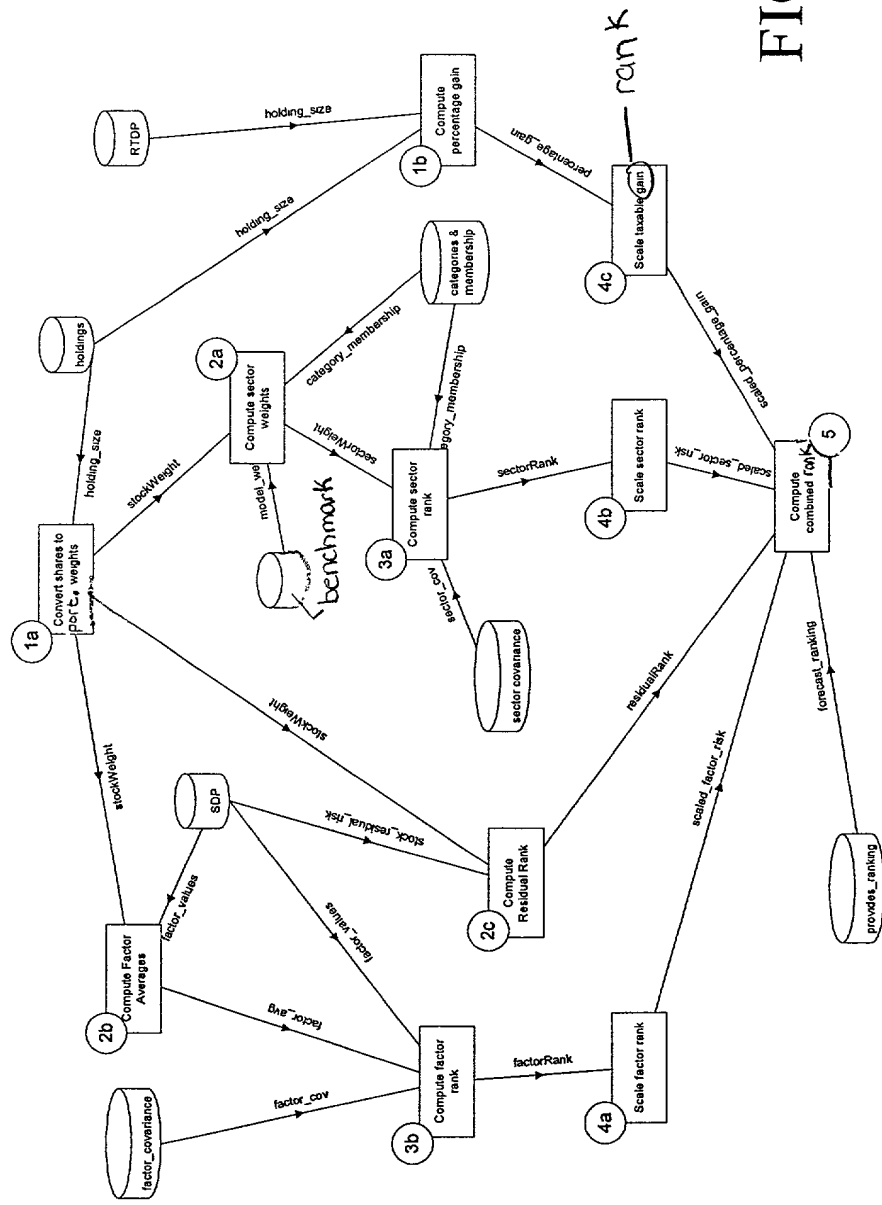 FIG
RTDP
holding_size
holding_size
1b
Compute
percentage gain
percentage_gain
rank
4c
Scale taxable gain
scaled_percentage_gain
holdings
holding_size
1a
Convert shares to
port. weights
stockWeight
2a
Compute sector
weights
category_membership
categories &
membership
egory_membership
model_we
benchmark
sectorWeight
3a
Compute sector
rank
sector_cov
sector covariance
sectorRank
4b
Scale sector rank
scaled_sector_risk
5
Compute
combined rank
stockWeight
stockWeight
SDP
factor_values
stock_residual_risk
factor_values
2c
Compute
Residual Rank
residualRank
2b
Compute Factor
Averages
factor_avg
factor_covariance
factor_cov
3b
Compute factor
rank
factorRank
4a
Scale factor rank
scaled_factor_risk
forecast_ranking
provides_ranking